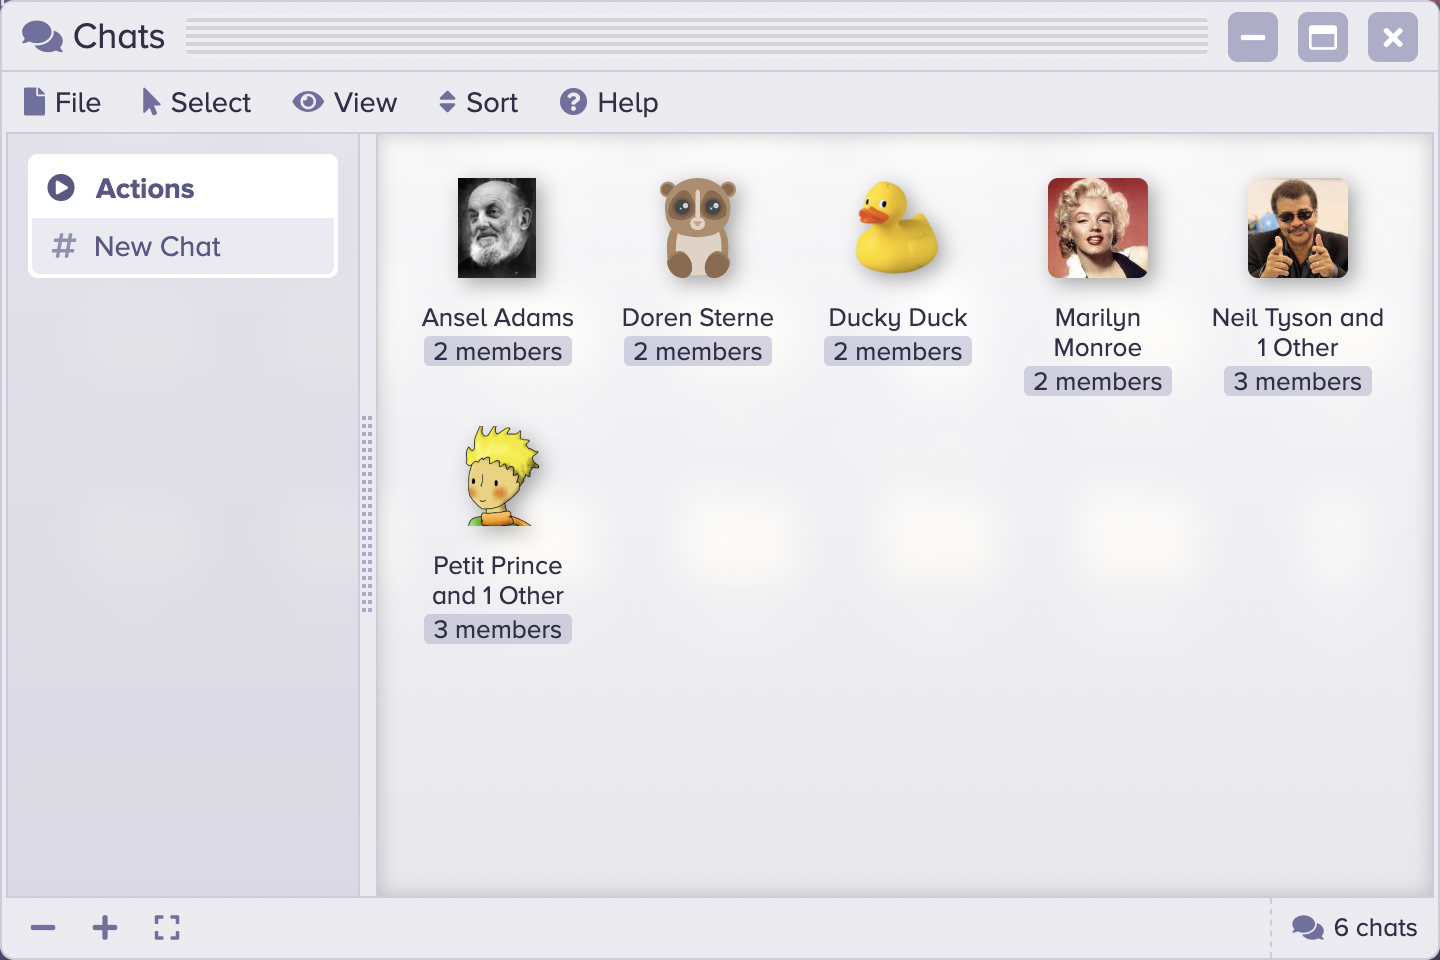 Chats
File Select View Sort Help
Actions
# New Chat
Ansel Adams
2 members
Doren Sterne
2 members
Ducky Duck
2 members
Marilyn
Monroe
2 members
Neil Tyson and
1 Other
3 members
Petit Prince
and 1 Other
3 members
6 chats